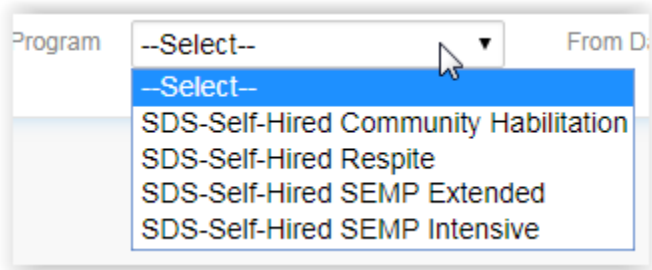 Program --Select-- From Da
--Select--
SDS-Self-Hired Community Habilitation
SDS-Self-Hired Respite
SDS-Self-Hired SEMP Extended
SDS-Self-Hired SEMP Intensive